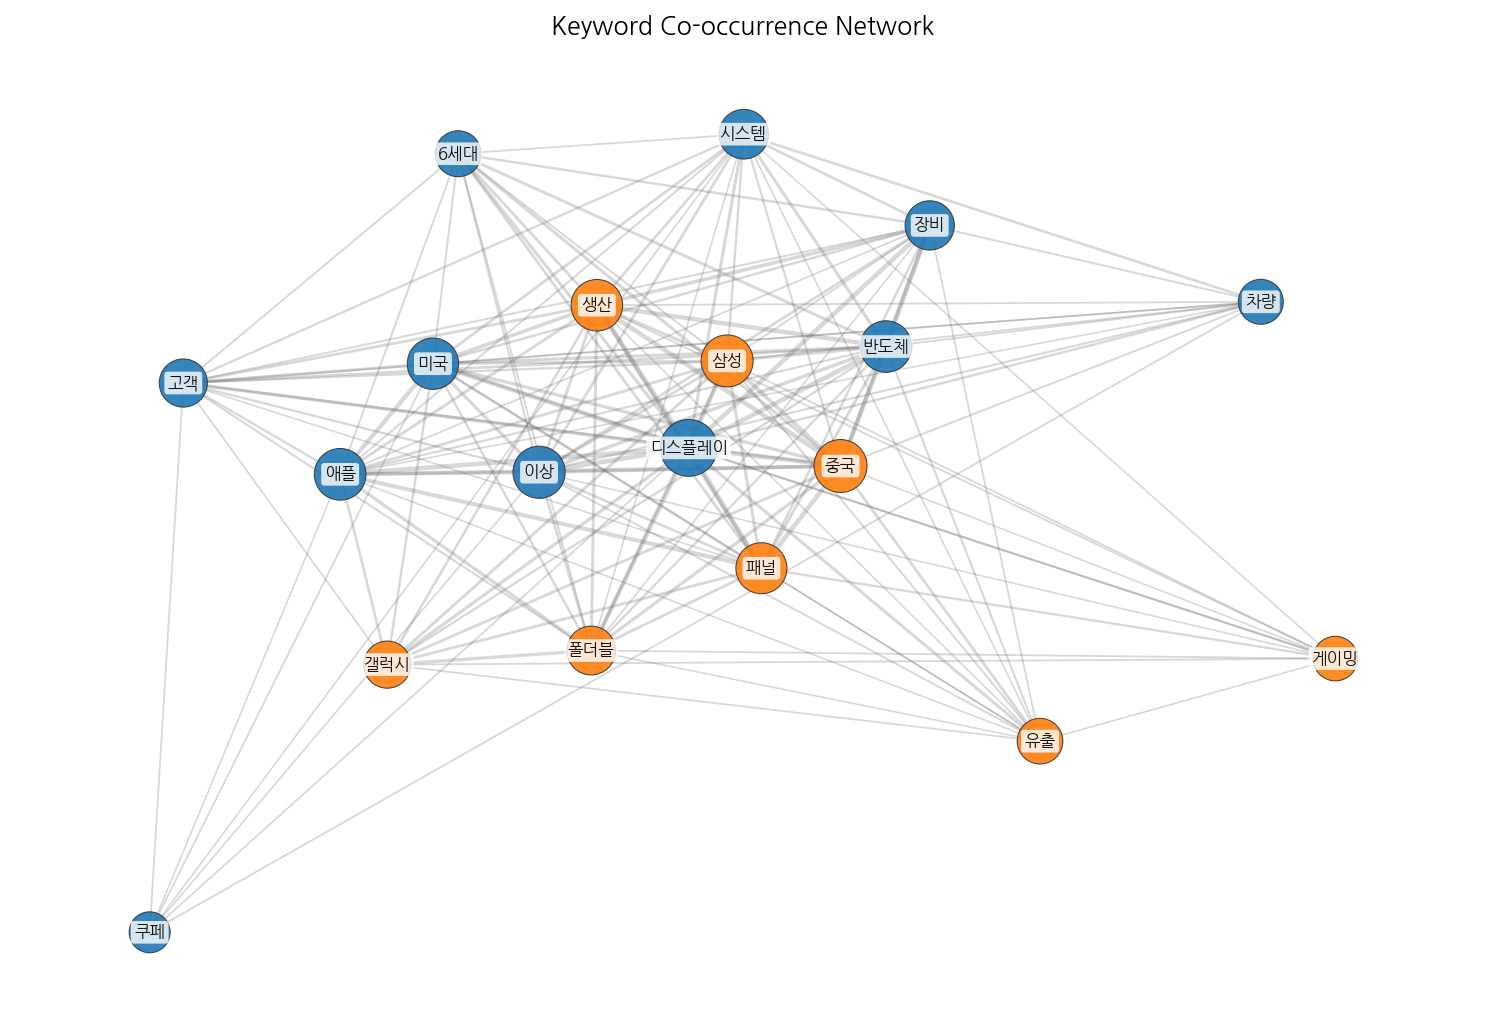 Keyword Co-occurrence Network
시스템
6세대
장비
차량
생산
반도체
삼성
미국
고객
디스플레이
중국
이상
애플
패널
폴더블
갤럭시
게이밍
유출
쿠페